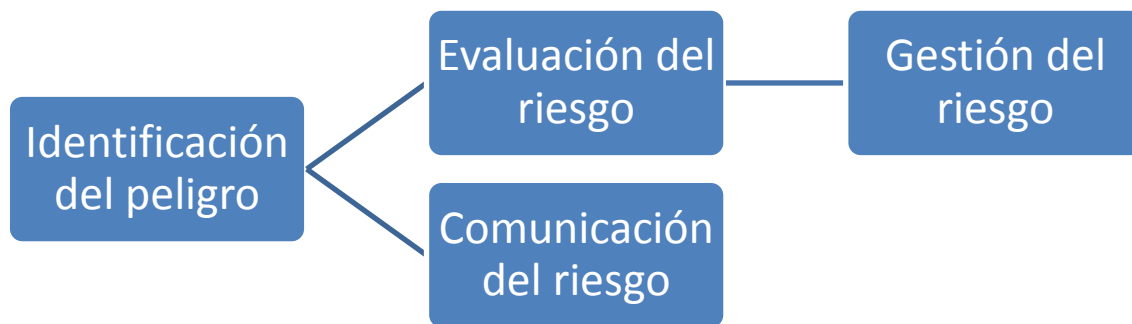 Identificación
del peligro
Evaluación del
riesgo
Gestión del
riesgo
Comunicación
del riesgo